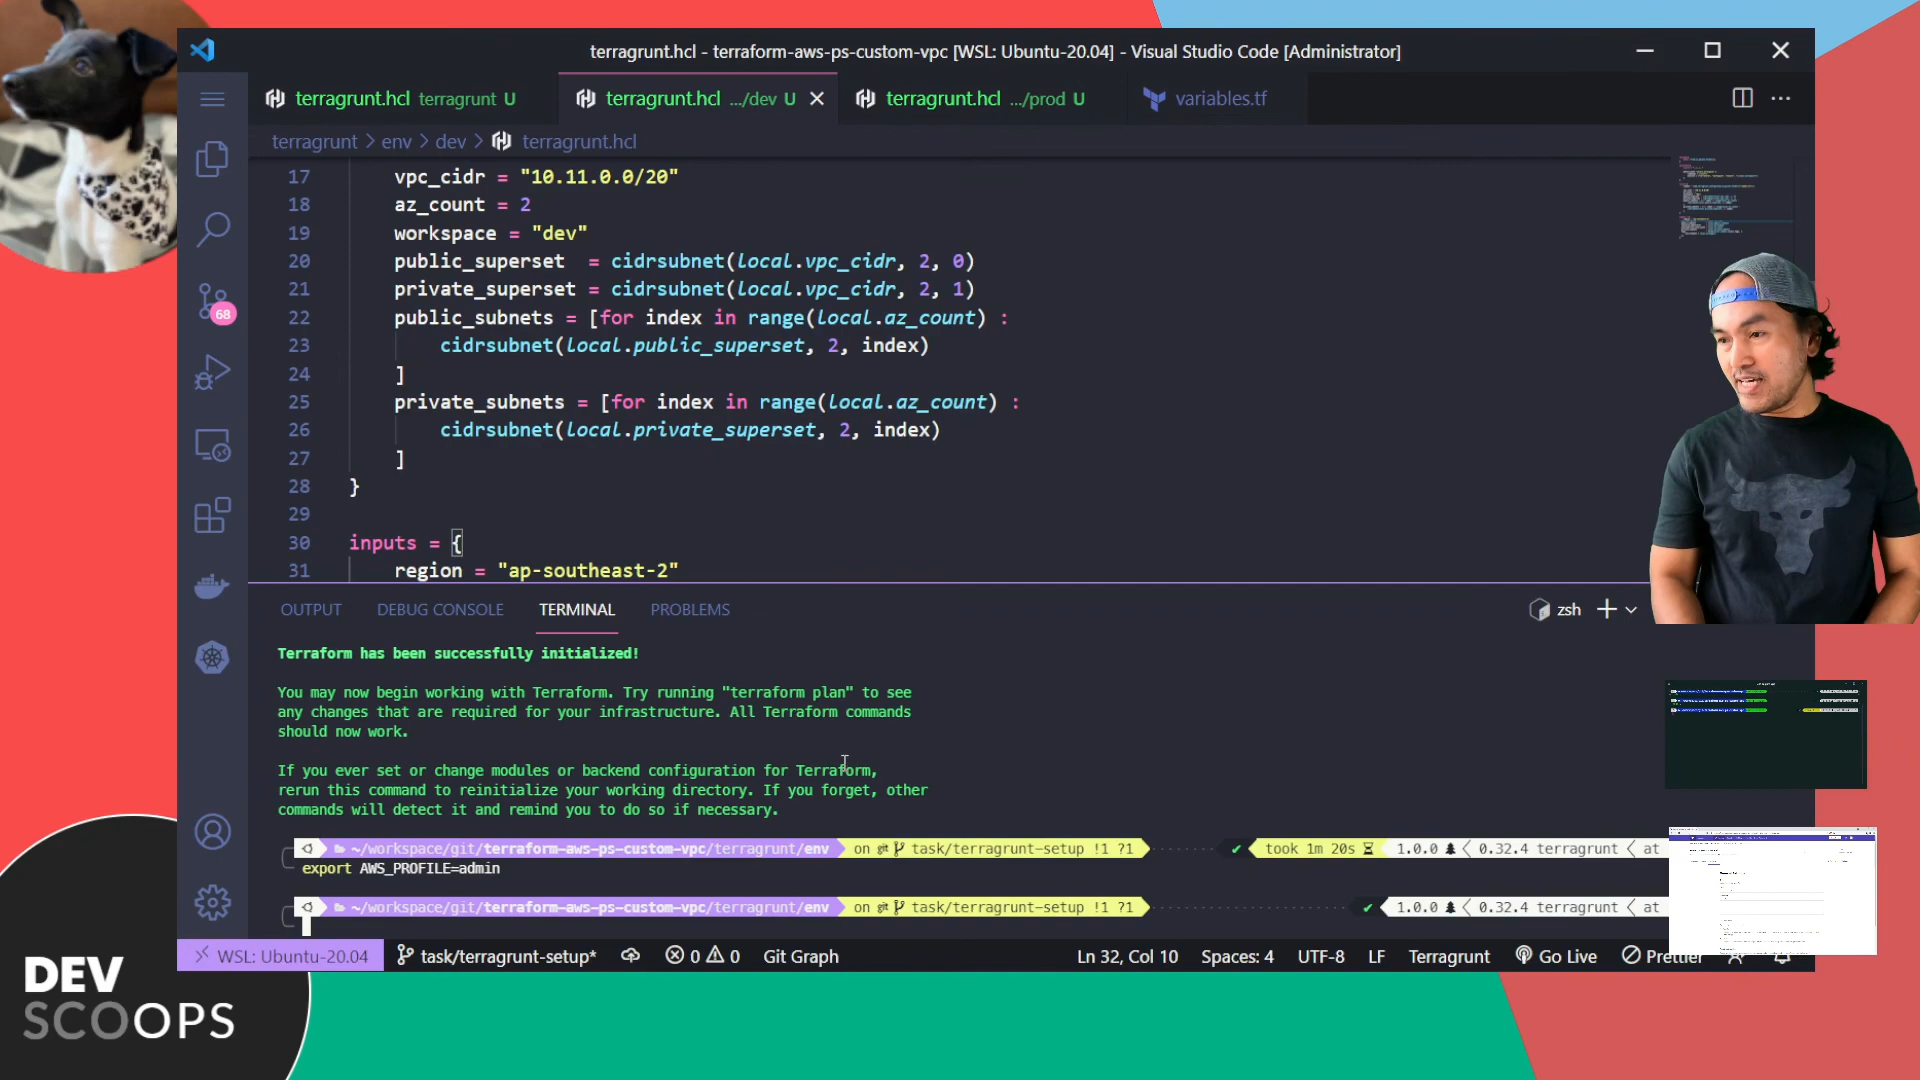 terragrunt.hcl - terraform-aws-ps-custom-vpc [WSL: Ubuntu-20.04] - Visual Studio Code [Administrator]
terragrunt.hcl terragrunt U
terragrunt.hcl .../dev U
terragrunt.hcl .../prod U
variables.tf
terragrunt > env > dev > terragrunt.hcl
17 vpc_cidr = "10.11.0.0/20"
18 az_count = 2
19 workspace = "dev"
20 public_superset = cidrsubnet(local.vpc_cidr, 2, 0)
21 private_superset = cidrsubnet(local.vpc_cidr, 2, 1)
22 public_subnets = [for index in range(local.az_count) :
23 cidrsubnet(local.public_superset, 2, index)
24 ]
25 private_subnets = [for index in range(local.az_count) :
26 cidrsubnet(local.private_superset, 2, index)
27 ]
28 }
29
30 inputs = {
31 region = "ap-southeast-2"
68
OUTPUT DEBUG CONSOLE TERMINAL PROBLEMS
zsh
Terraform has been successfully initialized!
You may now begin working with Terraform. Try running "terraform plan" to see
any changes that are required for your infrastructure. All Terraform commands
should now work.
If you ever set or change modules or backend configuration for Terraform,
rerun this command to reinitialize your working directory. If you forget, other
commands will detect it and remind you to do so if necessary.
~/workspace/git/terraform-aws-ps-custom-vpc/terragrunt/env on task/terragrunt-setup !1 ?1 ✔ took 1m 20s 1.0.0 0.32.4 terragrunt at
export AWS_PROFILE=admin
~/workspace/git/terraform-aws-ps-custom-vpc/terragrunt/env on task/terragrunt-setup !1 ?1 ✔ 1.0.0 0.32.4 terragrunt at
WSL: Ubuntu-20.04 task/terragrunt-setup* 0 0 Git Graph Ln 32, Col 10 Spaces: 4 UTF-8 LF Terragrunt Go Live Prettier
DEV
SCOOPS